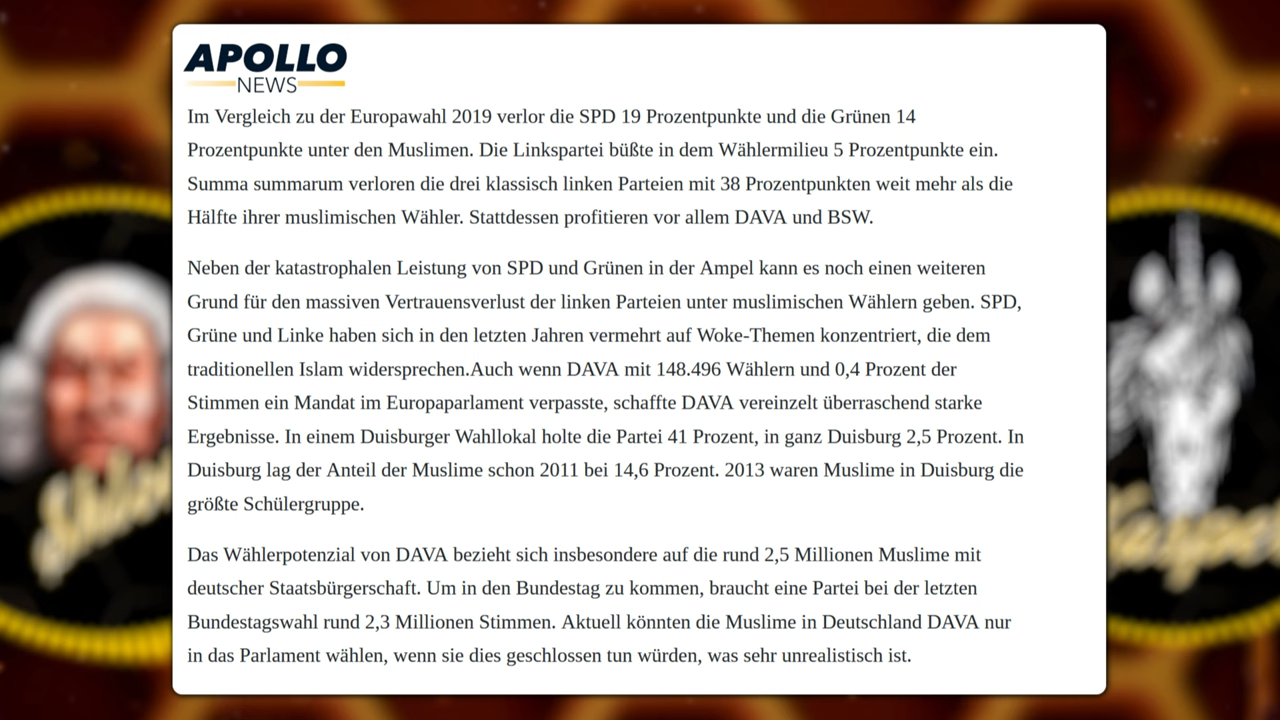 APOLLO
NEWS
Im Vergleich zu der Europawahl 2019 verlor die SPD 19 Prozentpunkte und die Grünen 14
Prozentpunkte unter den Muslimen. Die Linkspartei büßte in dem Wählermilieu 5 Prozentpunkte ein.
Summa summarum verloren die drei klassisch linken Parteien mit 38 Prozentpunkten weit mehr als die
Hälfte ihrer muslimischen Wähler. Stattdessen profitieren vor allem DAVA und BSW.
Neben der katastrophalen Leistung von SPD und Grünen in der Ampel kann es noch einen weiteren
Grund für den massiven Vertrauensverlust der linken Parteien unter muslimischen Wählern geben. SPD,
Grüne und Linke haben sich in den letzten Jahren vermehrt auf Woke-Themen konzentriert, die dem
traditionellen Islam widersprechen.Auch wenn DAVA mit 148.496 Wählern und 0,4 Prozent der
Stimmen ein Mandat im Europaparlament verpasste, schaffte DAVA vereinzelt überraschend starke
Ergebnisse. In einem Duisburger Wahllokal holte die Partei 41 Prozent, in ganz Duisburg 2,5 Prozent. In
Duisburg lag der Anteil der Muslime schon 2011 bei 14,6 Prozent. 2013 waren Muslime in Duisburg die
größte Schülergruppe.
Das Wählerpotenzial von DAVA bezieht sich insbesondere auf die rund 2,5 Millionen Muslime mit
deutscher Staatsbürgerschaft. Um in den Bundestag zu kommen, braucht eine Partei bei der letzten
Bundestagswahl rund 2,3 Millionen Stimmen. Aktuell könnten die Muslime in Deutschland DAVA nur
in das Parlament wählen, wenn sie dies geschlossen tun würden, was sehr unrealistisch ist.